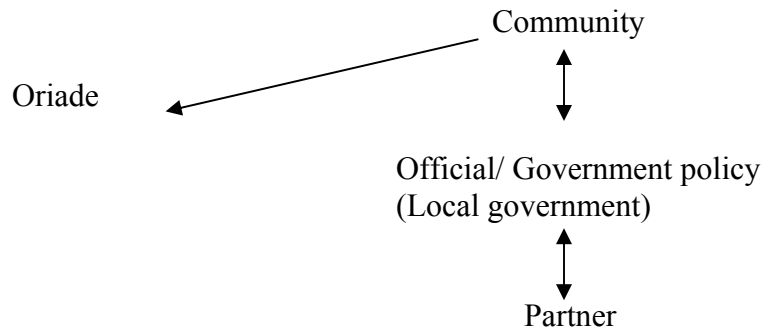 Community
Oriade
Official/ Government policy
(Local government)
Partner